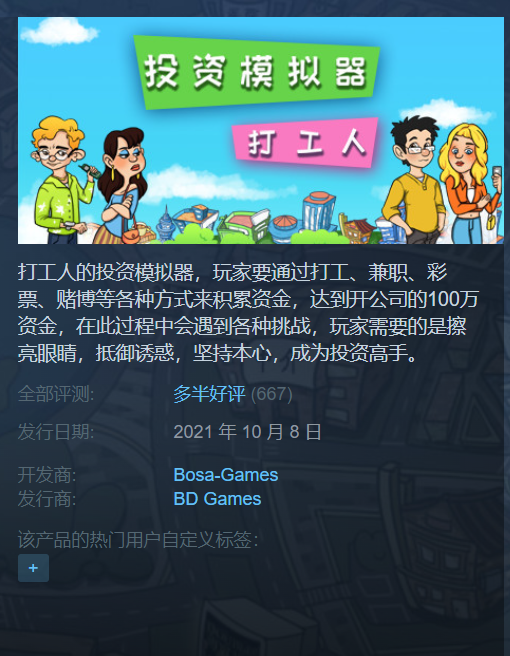 投资模拟器
打工人
打工人的投资模拟器，玩家要通过打工、兼职、彩
票、赌博等各种方式来积累资金，达到开公司的100万
资金，在此过程中会遇到各种挑战，玩家需要的是擦
亮眼睛，抵御诱惑，坚持本心，成为投资高手。
全部评测: 多半好评 (667)
发行日期: 2021 年 10 月 8 日
开发商: Bosa-Games
发行商: BD Games
该产品的热门用户自定义标签:
+